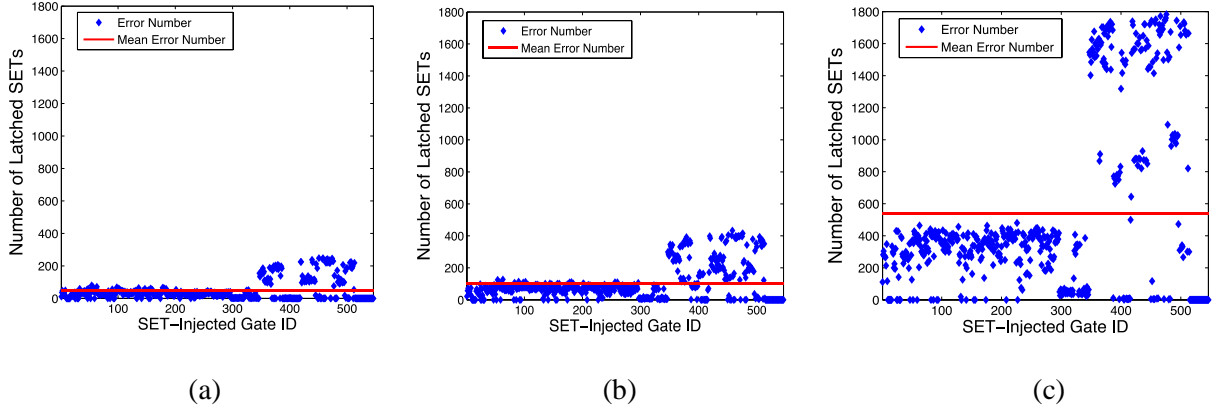 1800
1600
1400
1200
1000
800
600
400
200
0
Number of Latched SETs
Error Number
Mean Error Number
100 200 300 400 500
SET−Injected Gate ID
(a)
1800
1600
1400
1200
1000
800
600
400
200
0
Number of Latched SETs
Error Number
Mean Error Number
100 200 300 400 500
SET−Injected Gate ID
(b)
1800
1600
1400
1200
1000
800
600
400
200
0
Number of Latched SETs
Error Number
Mean Error Number
100 200 300 400 500
SET−Injected Gate ID
(c)